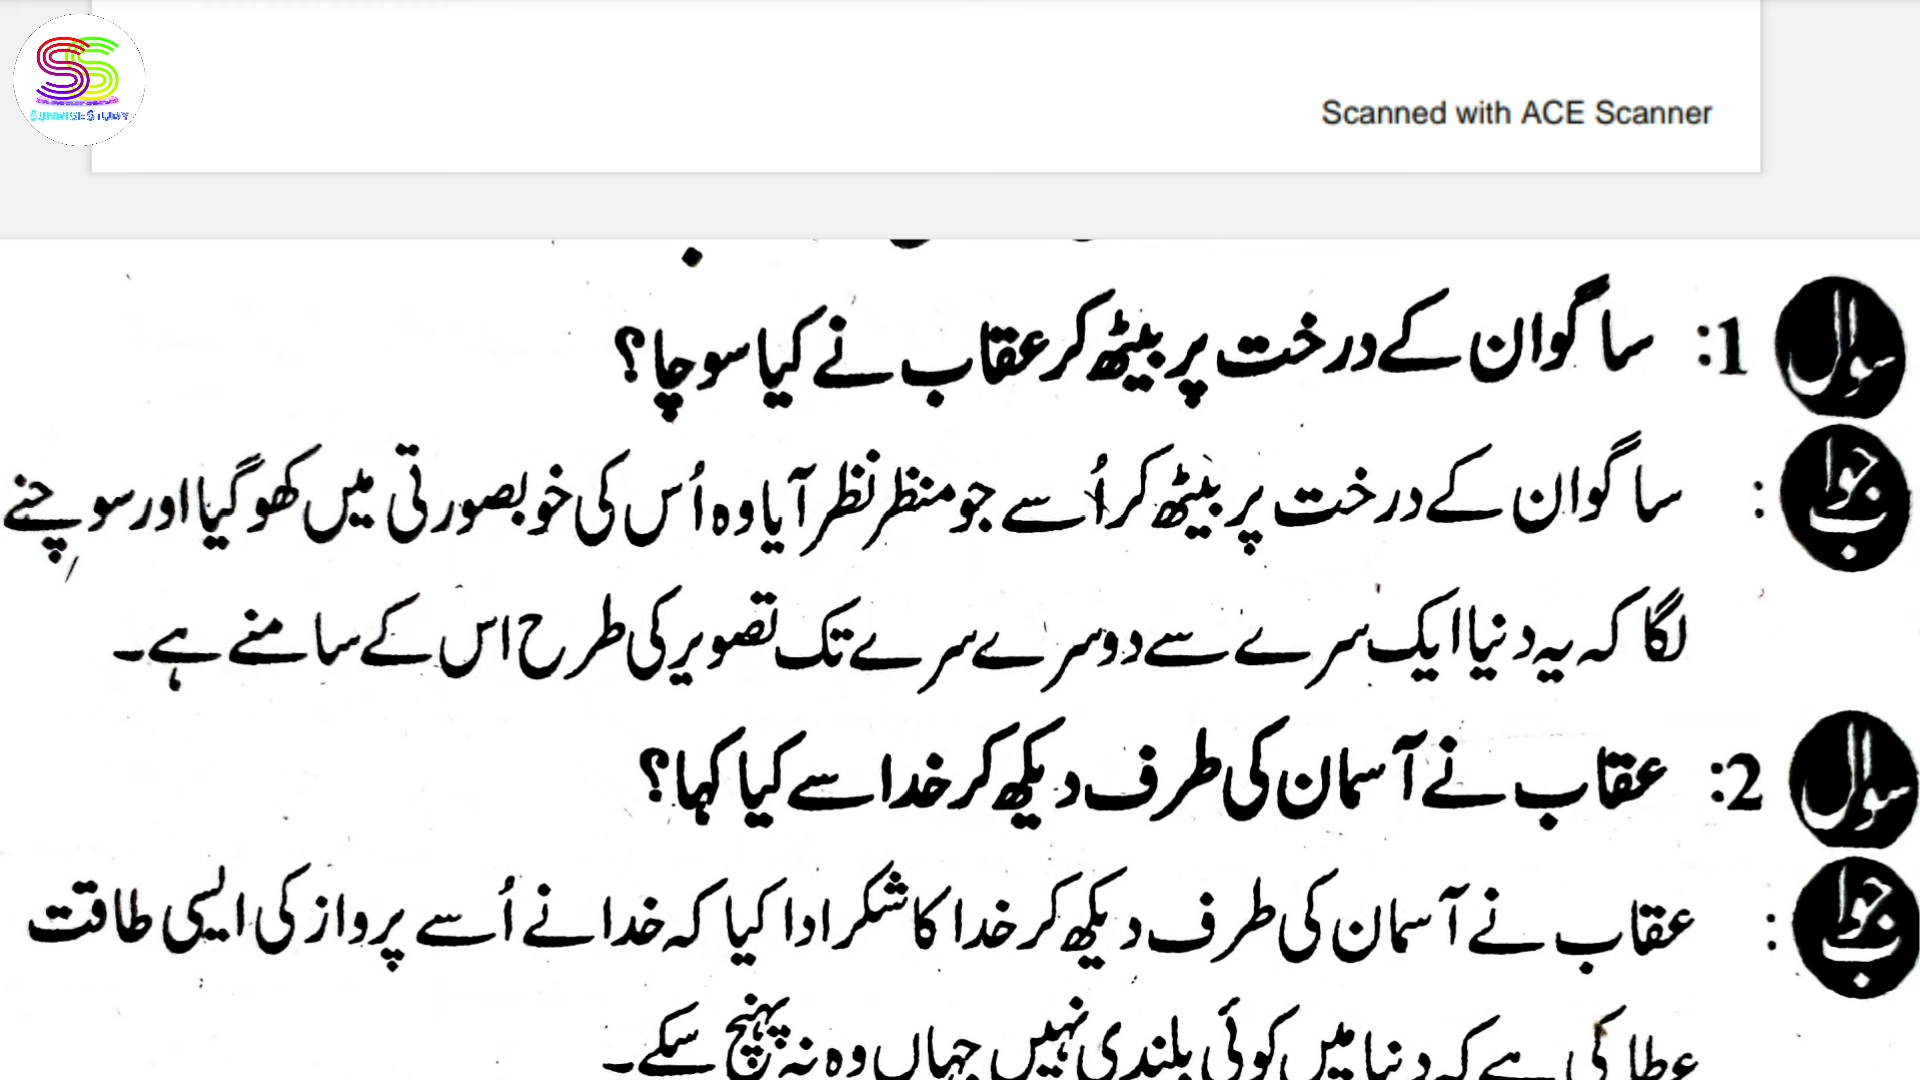 SS
SUNRISE STUDY
Scanned with ACE Scanner
سوال 1: ساگوان کے درخت پر بیٹھ کر عقاب نے کیا سوچا؟
جواب : ساگوان کے درخت پر بیٹھ کر اُسے جو منظر نظر آیا وہ اُس کی خوبصورتی میں کھو گیا اور سوچنے
لگا کہ یہ دنیا ایک سرے سے دوسرے سرے تک تصویر کی طرح اس کے سامنے ہے۔
سوال 2: عقاب نے آسمان کی طرف دیکھ کر خدا سے کیا کہا؟
جواب : عقاب نے آسمان کی طرف دیکھ کر خدا کا شکر ادا کیا کہ خدا نے اُسے پرواز کی ایسی طاقت
عطا کی ہے کہ دنیا میں کوئی بلندی نہیں جہاں وہ نہ پہنچ سکے۔